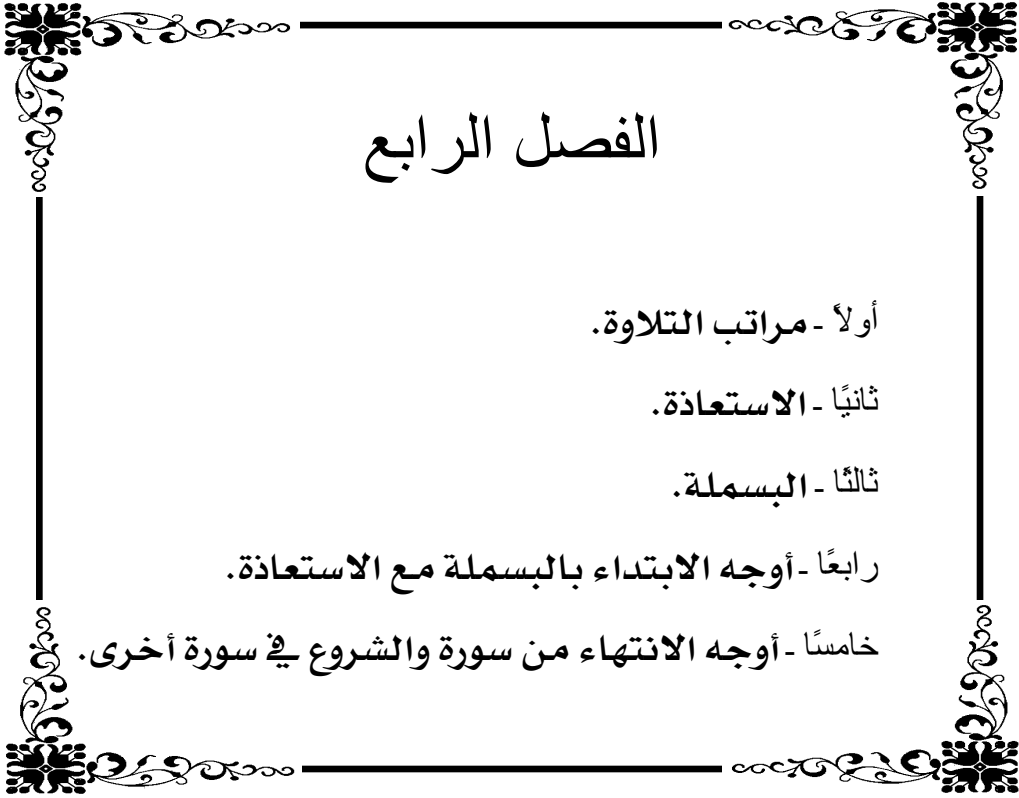 الفصل الرابع
أولاً - مراتب التلاوة.
ثانيًا - الاستعاذة.
ثالثًا - البسملة.
رابعًا - أوجه الابتداء بالبسملة مع الاستعاذة.
خامسًا - أوجه الانتهاء من سورة والشروع في سورة أخرى.